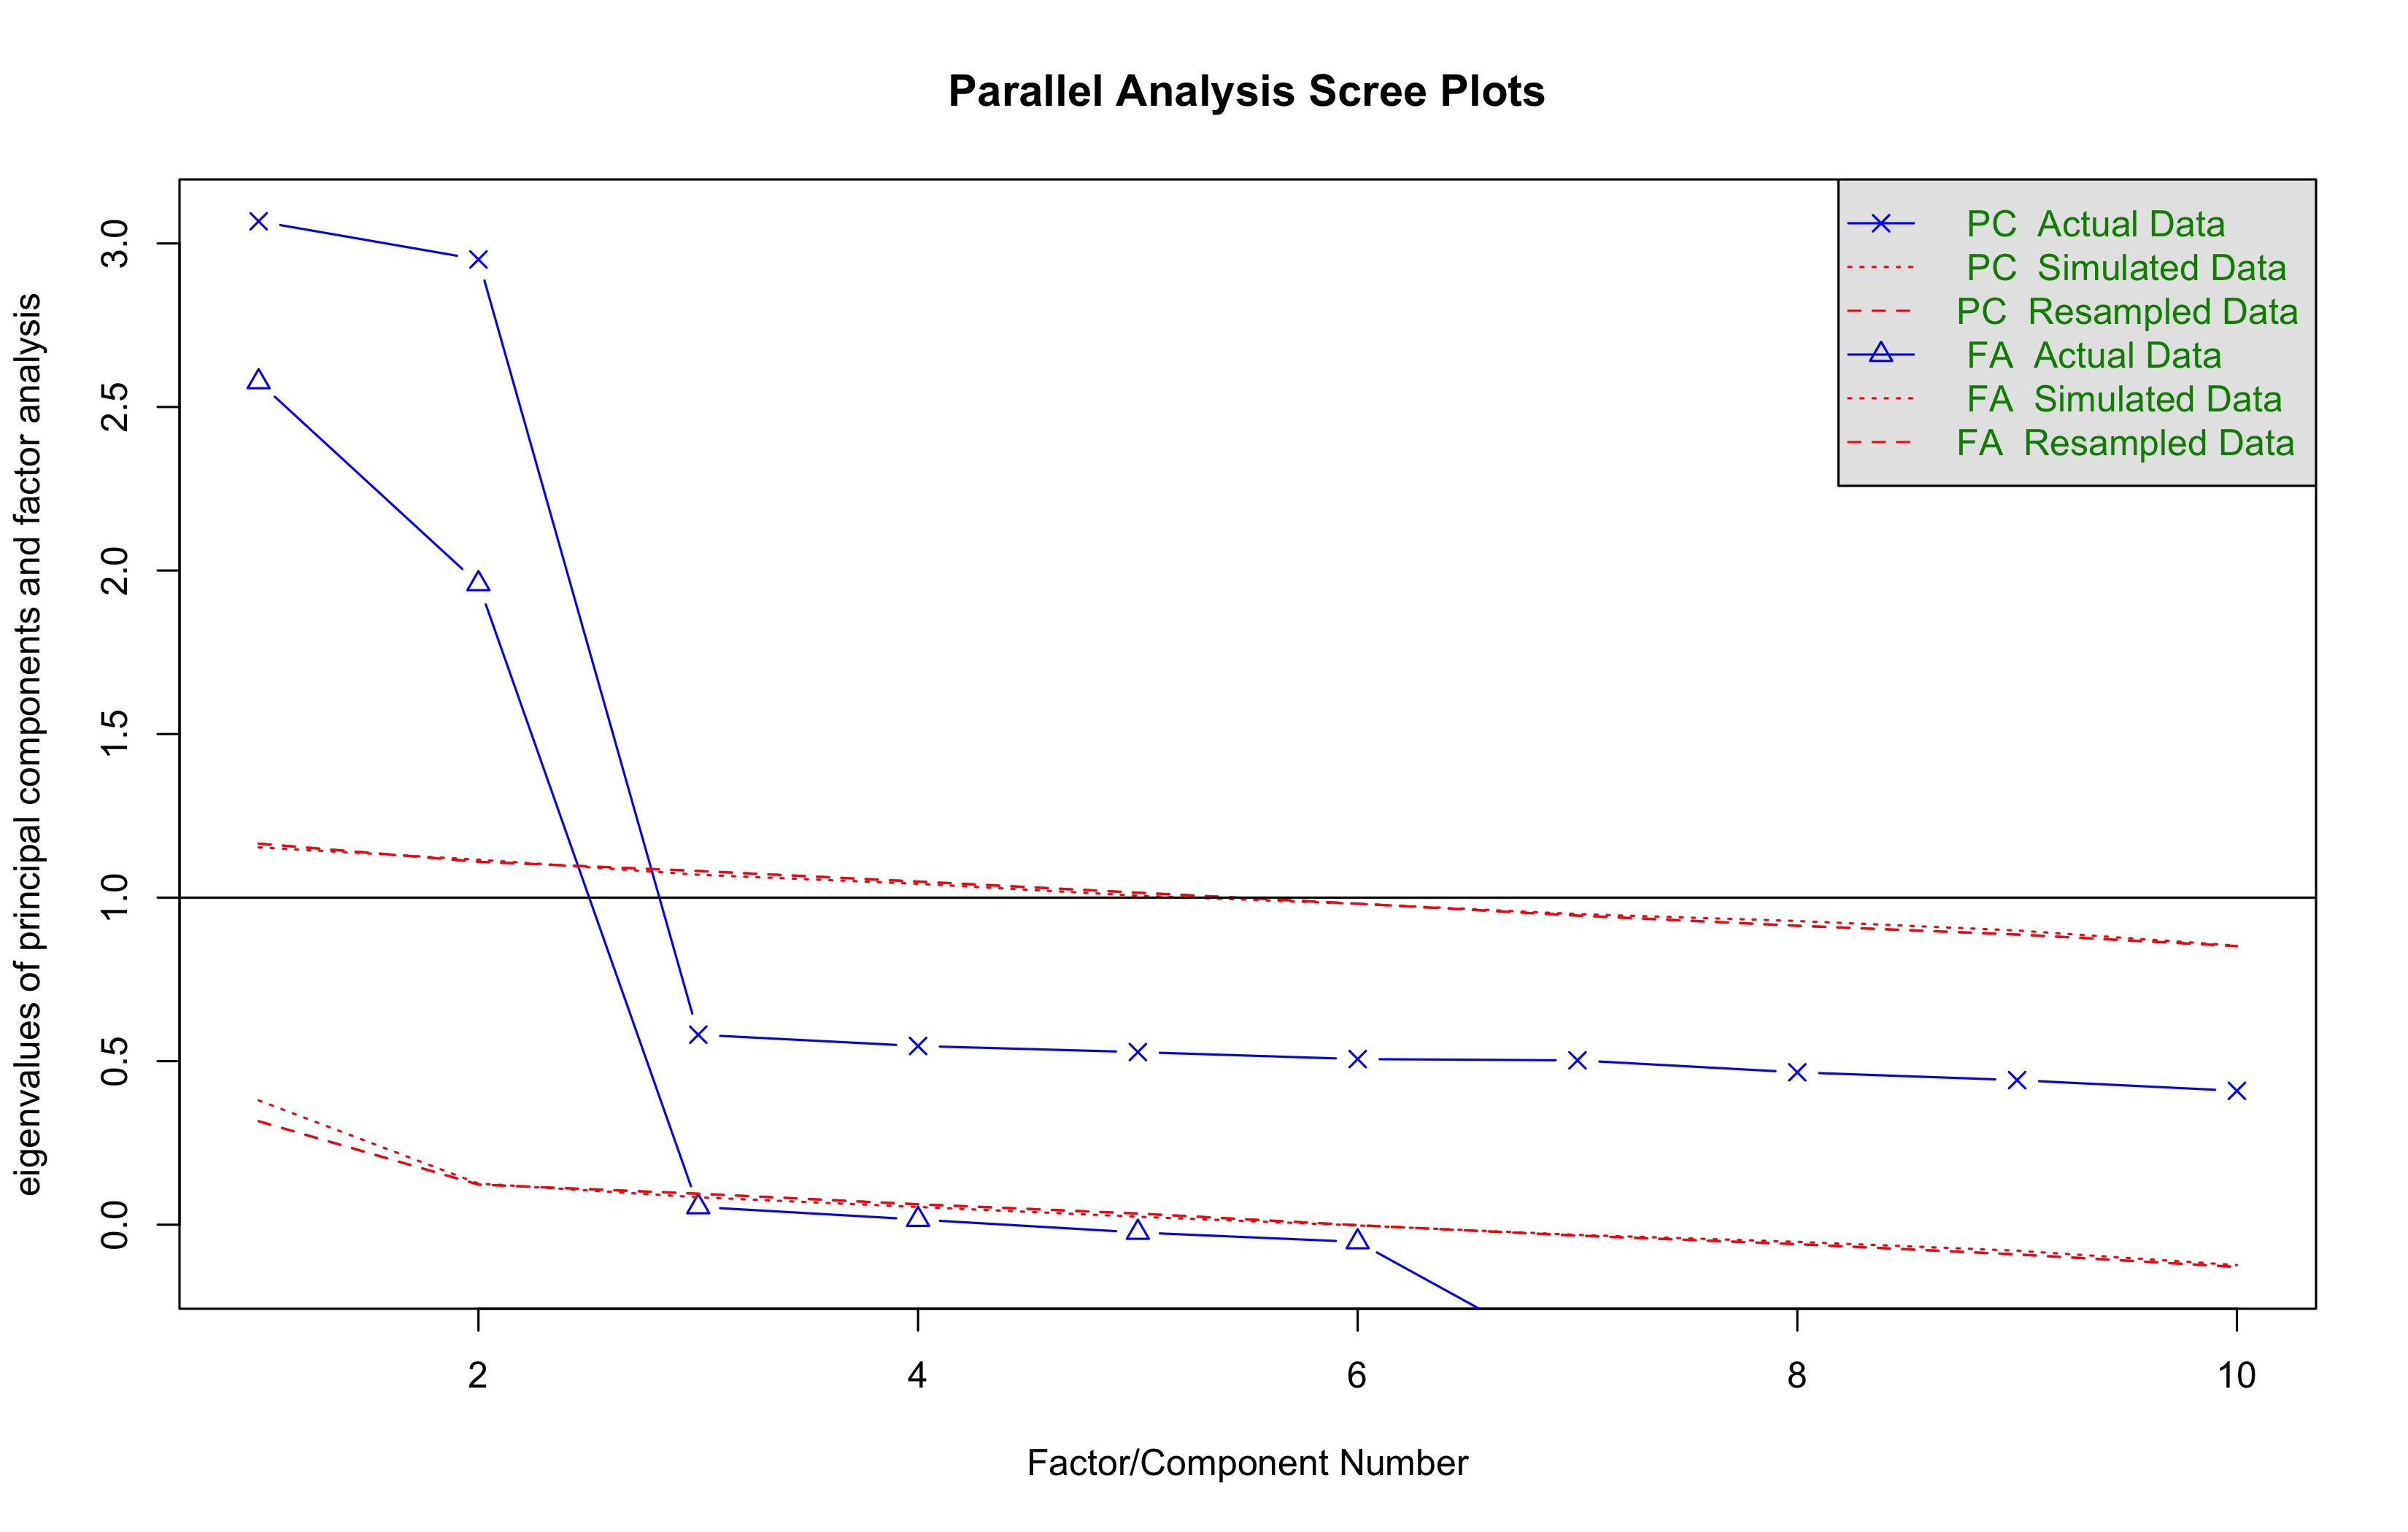 Parallel Analysis Scree Plots
eigenvalues of principal components and factor analysis
3.0
2.5
2.0
1.5
1.0
0.5
0.0
PC Actual Data
PC Simulated Data
PC Resampled Data
FA Actual Data
FA Simulated Data
FA Resampled Data
2 4 6 8 10
Factor/Component Number